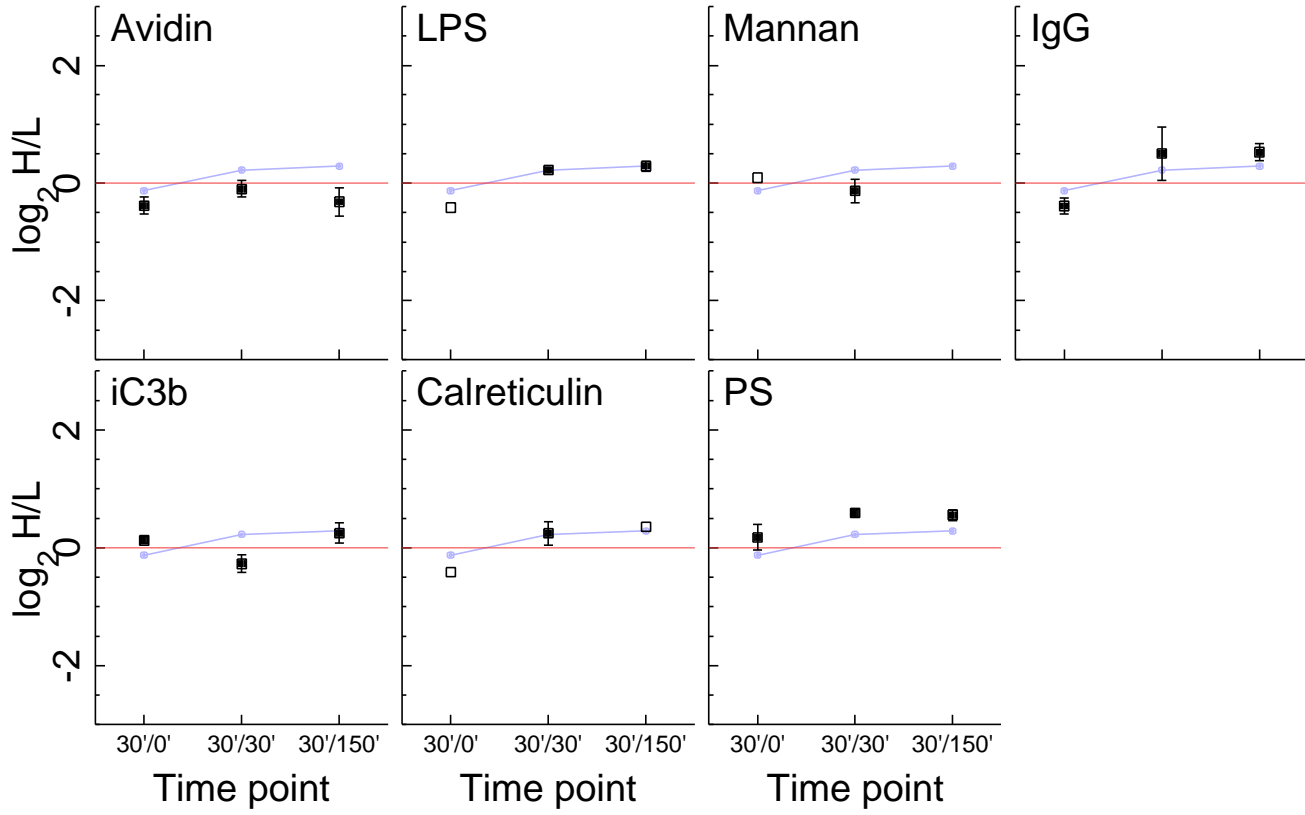 Avidin LPS Mannan IgG
log2 H/L
2
0
-2
iC3b Calreticulin PS
log2 H/L
2
0
-2
30'/0' 30'/30' 30'/150' 30'/0' 30'/30' 30'/150' 30'/0' 30'/30' 30'/150'
Time point Time point Time point